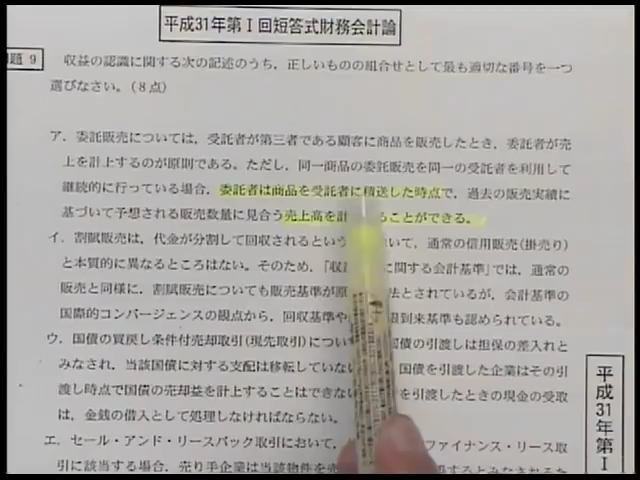 平成31年第Ⅰ回短答式財務会計論
題 9
収益の認識に関する次の記述のうち、正しいものの組合せとして最も適切な番号を一つ
選びなさい。(8点)
ア．委託販売については、受託者が第三者である顧客に商品を販売したとき、委託者が売
上を計上するのが原則である。ただし、同一商品の委託販売を同一の受託者を利用して
継続的に行っている場合、委託者は商品を受託者に積送した時点で、過去の販売実績に
基づいて予想される販売数量に見合う売上高を計 ることができる。
イ．割賦販売は、代金が分割して回収されるという おいて、通常の信用販売(掛売り)
と本質的に異なるところはない。そのため、「収 に関する会計基準」では、通常の
販売と同様に、割賦販売についても販売基準が原 法とされているが、会計基準の
国際的コンバージェンスの観点から、回収基準や 限到来基準も認められている。
ウ．国債の買戻し条件付売却取引(現先取引)につい 国債の引渡しは担保の差入れと
みなされ、当該国債に対する支配は移転していな 国債を引渡した企業はその引
渡し時点で国債の売却益を計上することはできない を引渡したときの現金の受取
は、金銭の借入として処理しなければならない。
エ．セール・アンド・リースバック取引において、 ファイナンス・リース取
引に該当する場合、売り手企業は当該物件を売 処するとみなされるた
平成31年第Ⅰ